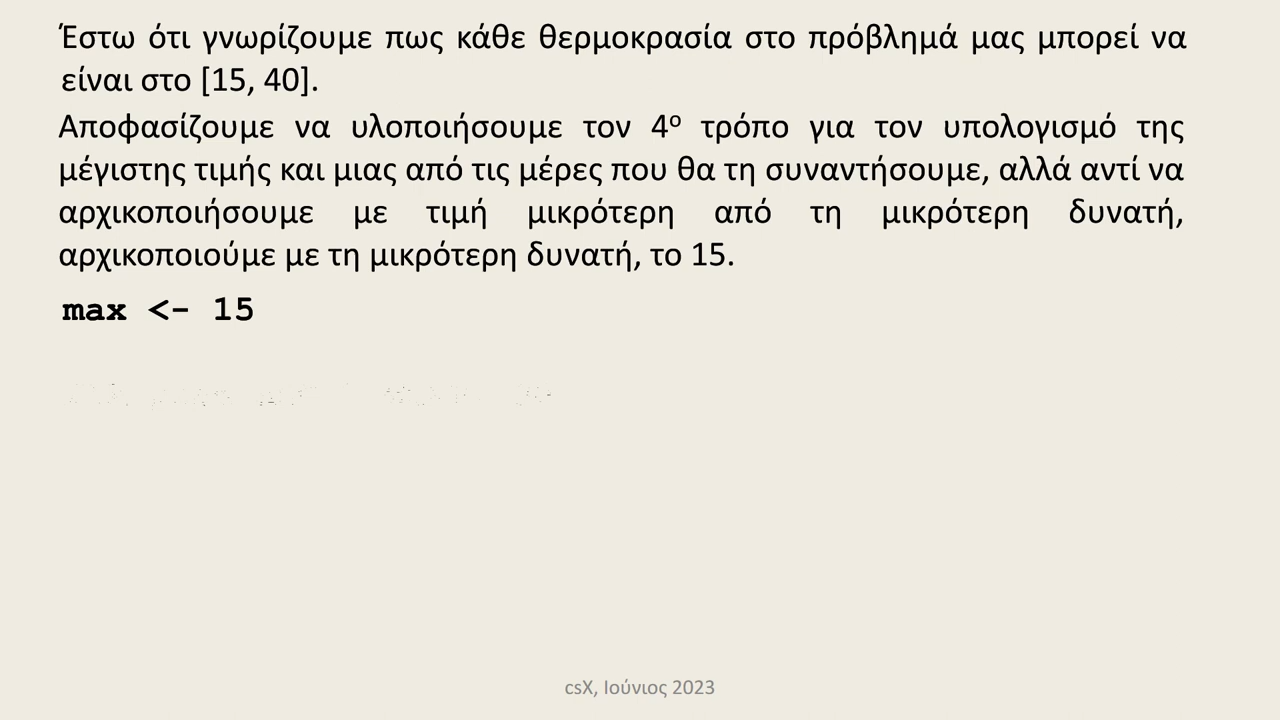 Έστω ότι γνωρίζουμε πως κάθε θερμοκρασία στο πρόβλημά μας μπορεί να
είναι στο [15, 40].
Αποφασίζουμε να υλοποιήσουμε τον 4ο τρόπο για τον υπολογισμό της
μέγιστης τιμής και μιας από τις μέρες που θα τη συναντήσουμε, αλλά αντί να
αρχικοποιήσουμε με τιμή μικρότερη από τη μικρότερη δυνατή,
αρχικοποιούμε με τη μικρότερη δυνατή, το 15.
max <- 15
csX, Ιούνιος 2023